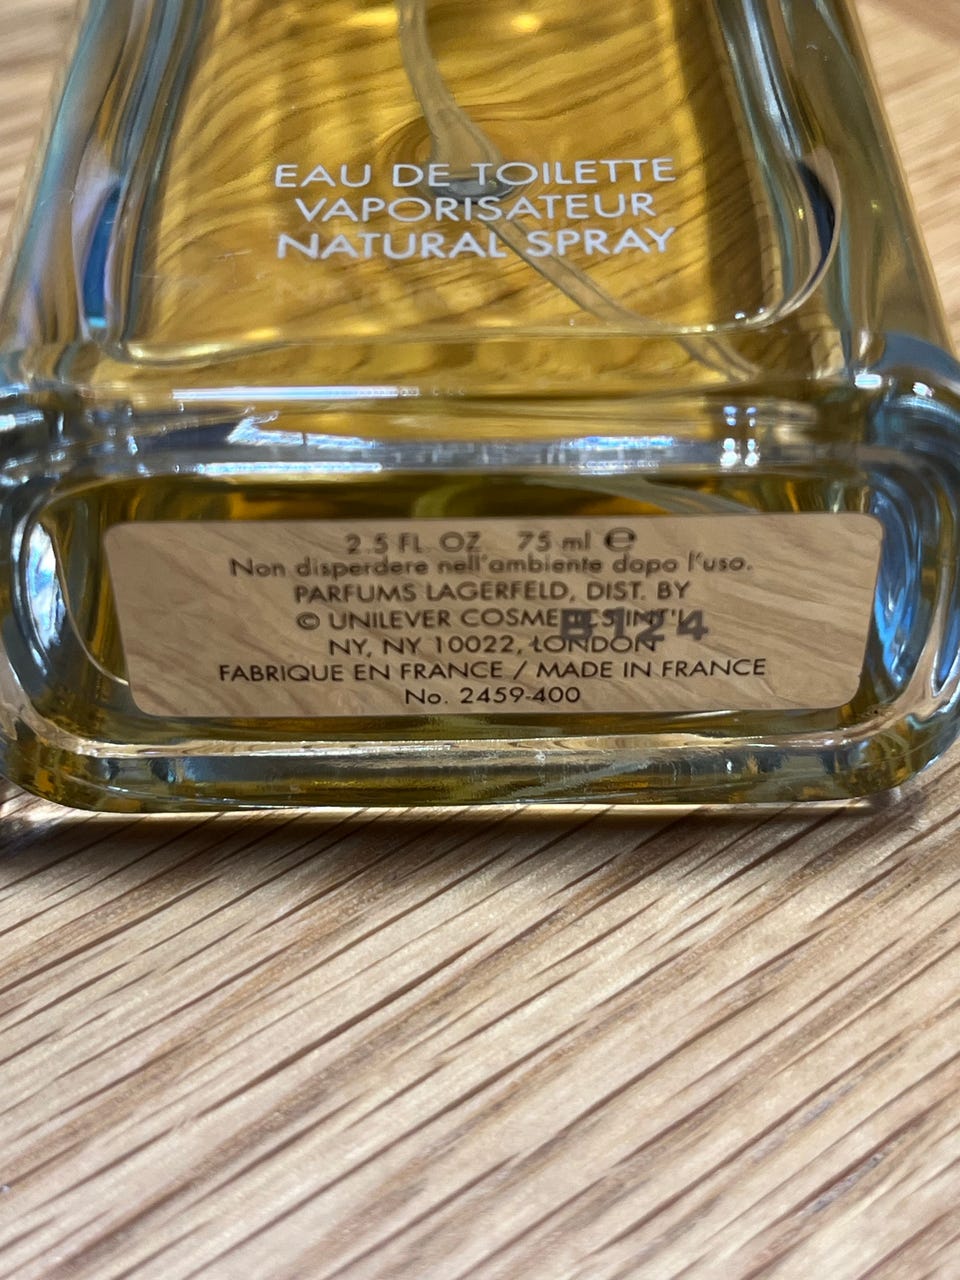 EAU DE TOILETTE
VAPORISATEUR
NATURAL SPRAY
2.5 FL OZ 75 ml ℮
Non disperdere nell'ambiente dopo l'uso.
PARFUMS LAGERFELD, DIST. BY
© UNILEVER COSMETICS INT'L
B124
NY, NY 10022, LONDON
FABRIQUE EN FRANCE / MADE IN FRANCE
No. 2459-400